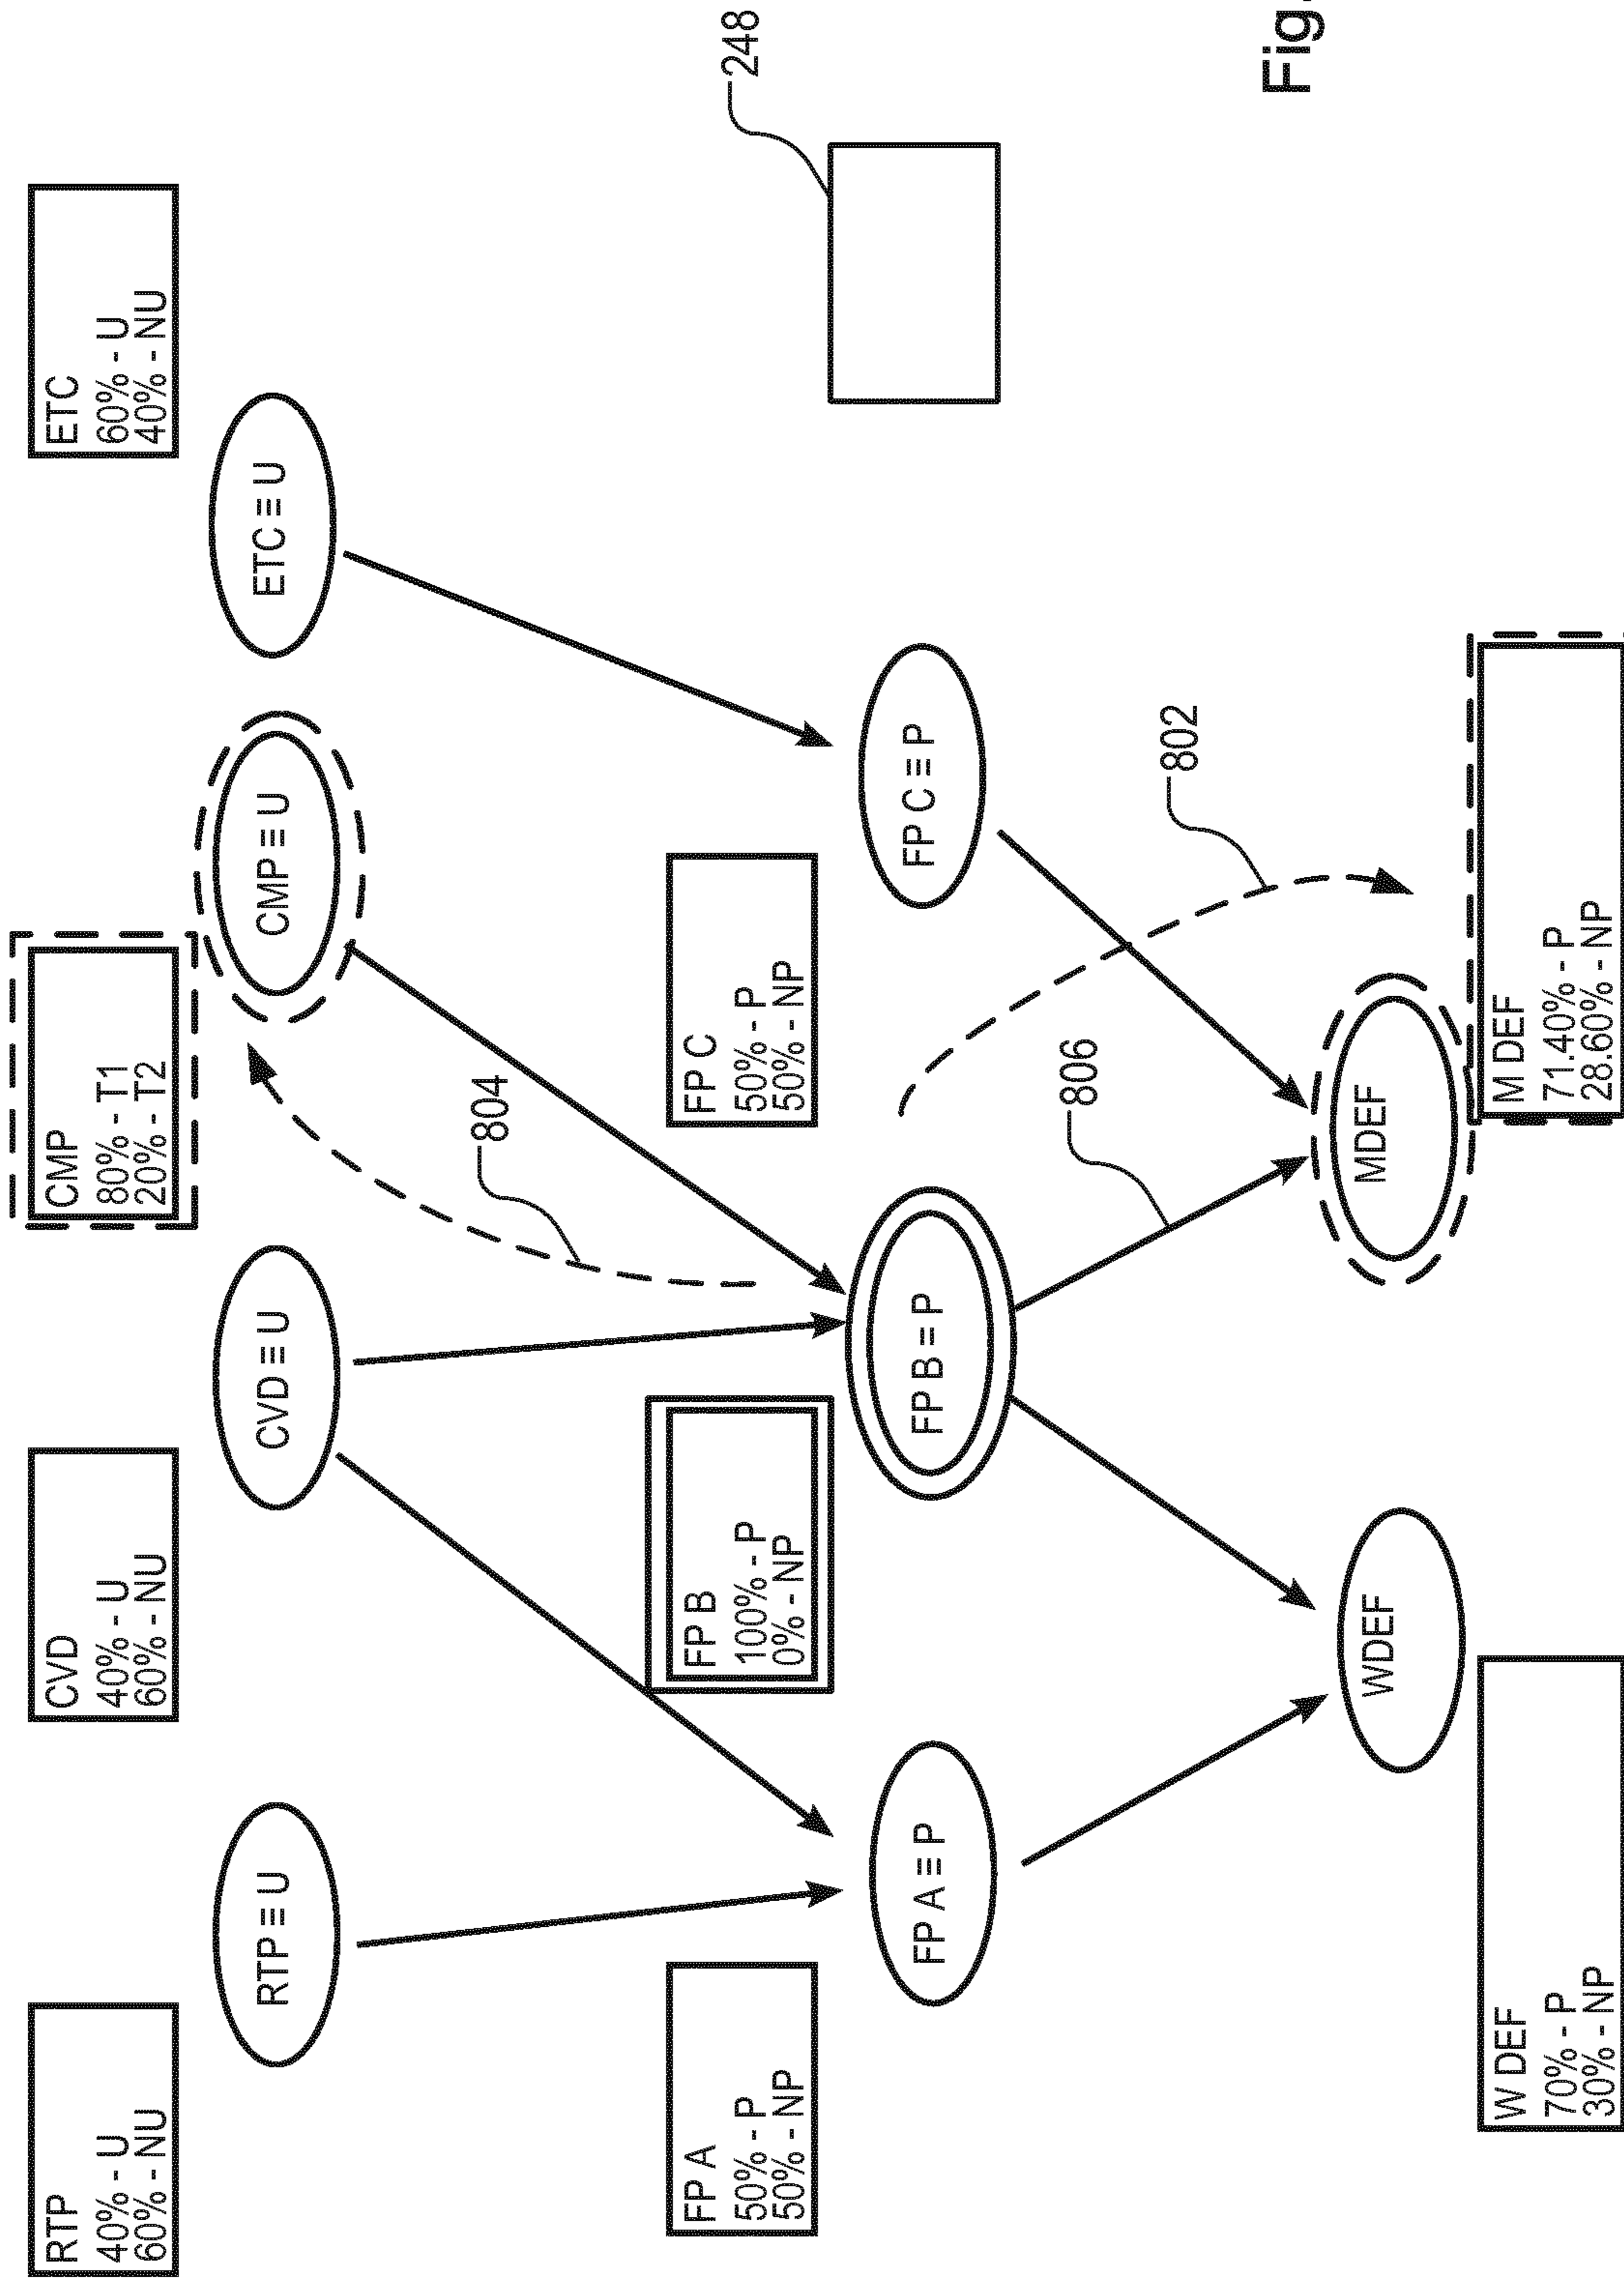 RTP
40% - U
60% - NU
CVD
40% - U
60% - NU
CMP
80% - T1
20% - T2
ETC
60% - U
40% - NU
RTP ≡ U
CVD ≡ U
CMP ≡ U
ETC ≡ U
804
248
FP A
50% - P
50% - NP
FP B
100% - P
0% - NP
FP C
50% - P
50% - NP
FP A ≡ P
FP B = P
FP C ≡ P
806
802
WDEF
MDEF
Fig.
W DEF
70% - P
30% - NP
M DEF
71.40% - P
28.60% - NP